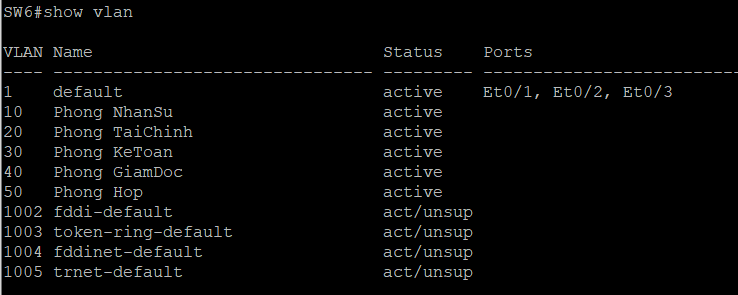 SW6#show vlan
VLAN Name Status Ports
---- -------------------------------- --------- -------------------------------
1 default active Et0/1, Et0/2, Et0/3
10 Phong NhanSu active
20 Phong TaiChinh active
30 Phong KeToan active
40 Phong GiamDoc active
50 Phong Hop active
1002 fddi-default act/unsup
1003 token-ring-default act/unsup
1004 fddinet-default act/unsup
1005 trnet-default act/unsup